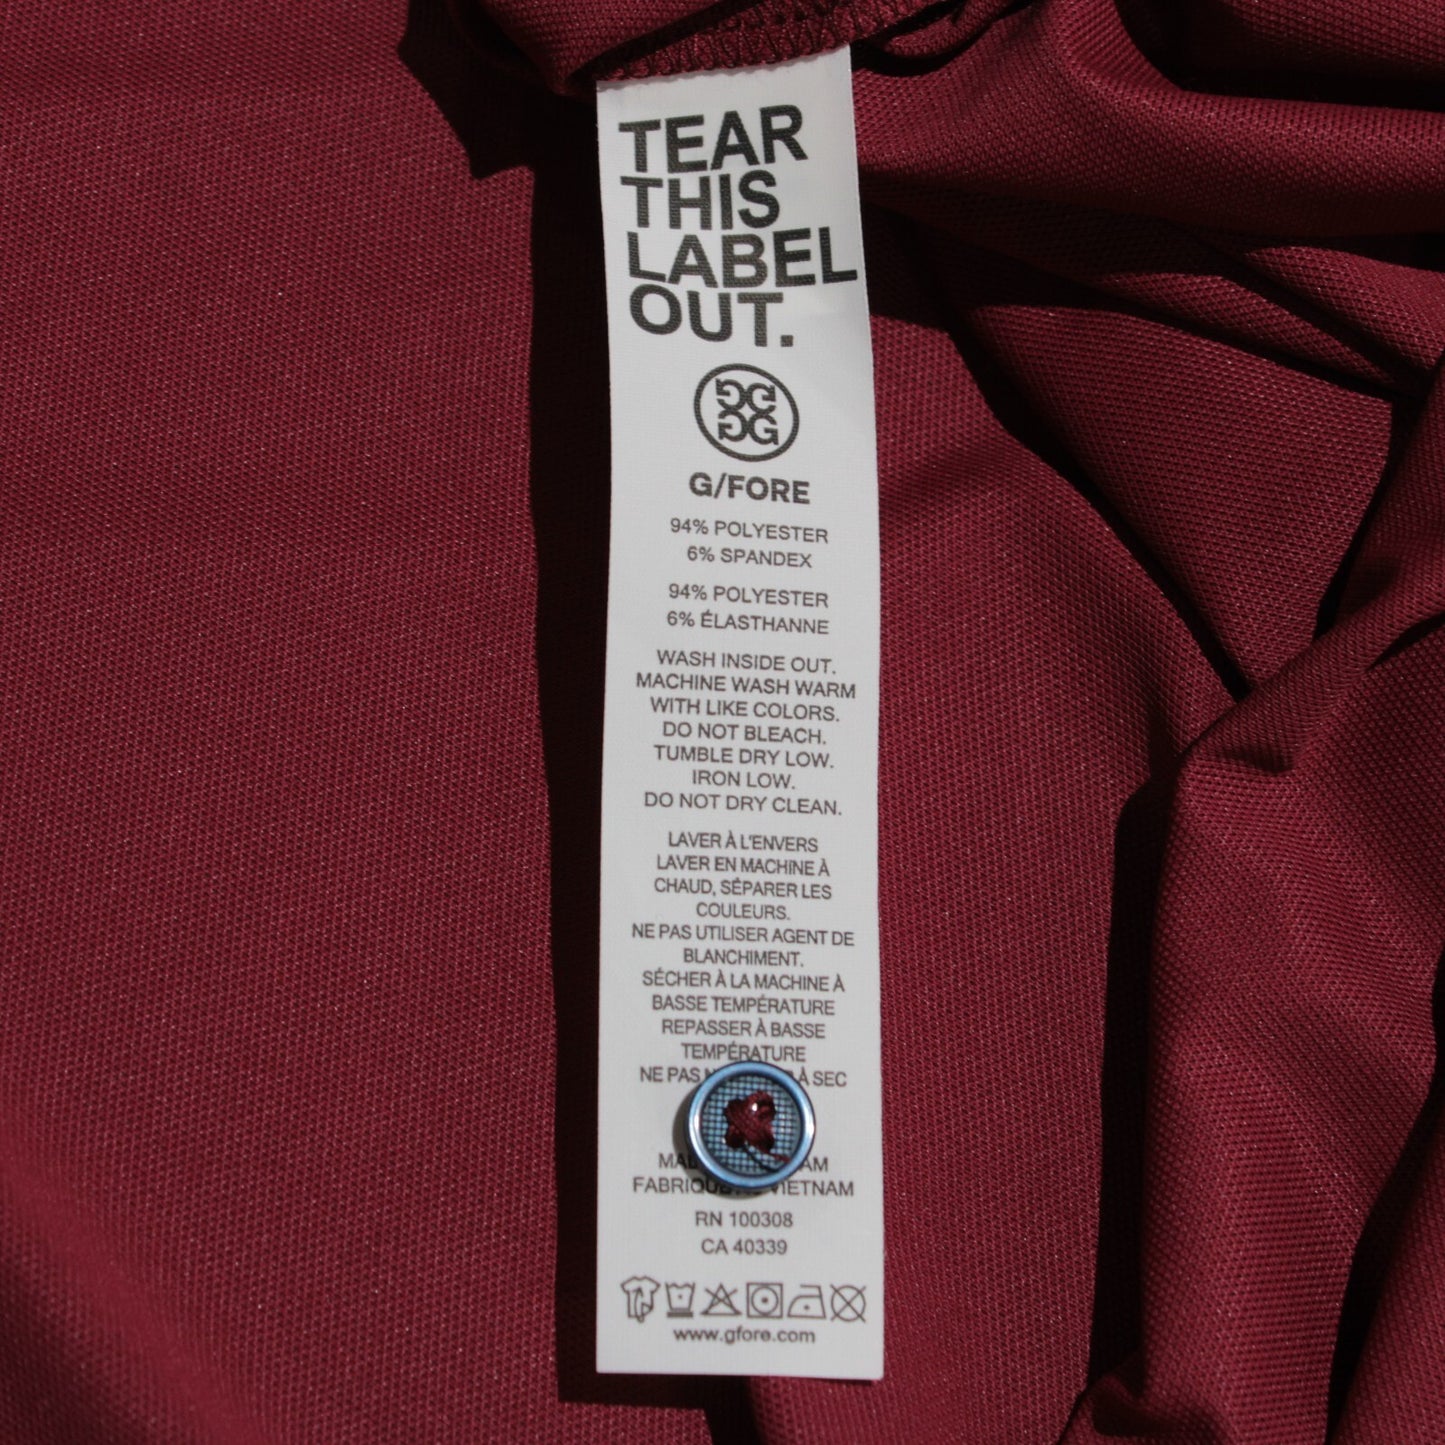 TEAR
THIS
LABEL
OUT.
G/FORE
94% POLYESTER
6% SPANDEX
94% POLYESTER
6% ÉLASTHANNE
WASH INSIDE OUT.
MACHINE WASH WARM
WITH LIKE COLORS.
DO NOT BLEACH.
TUMBLE DRY LOW.
IRON LOW.
DO NOT DRY CLEAN.
LAVER À L'ENVERS
LAVER EN MACHINE À
CHAUD, SÉPARER LES
COULEURS.
NE PAS UTILISER AGENT DE
BLANCHIMENT.
SÉCHER À LA MACHINE À
BASSE TEMPÉRATURE
REPASSER À BASSE
TEMPÉRATURE
NE PAS À SEC
VIETNAM
RN 100308
CA 40339
www.gfore.com